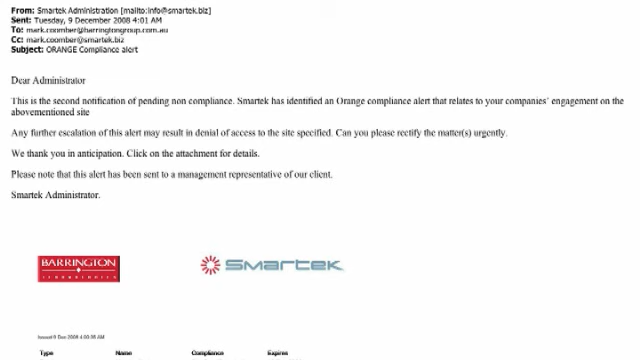 From: Smartek Administration [mailto:info@smartek.biz]
Sent: Tuesday, 9 December 2008 4:01 AM
To: mark.coomber@barringtongroup.com.au
Cc: mark.coomber@smartek.biz
Subject: ORANGE Compliance alert
Dear Administrator
This is the second notification of pending non compliance. Smartek has identified an Orange compliance alert that relates to your companies' engagement on the
abovementioned site
Any further escalation of this alert may result in denial of access to the site specified. Can you please rectify the matter(s) urgently.
We thank you in anticipation. Click on the attachment for details.
Please note that this alert has been sent to a management representative of our client.
Smartek Administrator.
BARRINGTON
smartek
Issued 9 Dec 2008
Type Name Compliance Expires